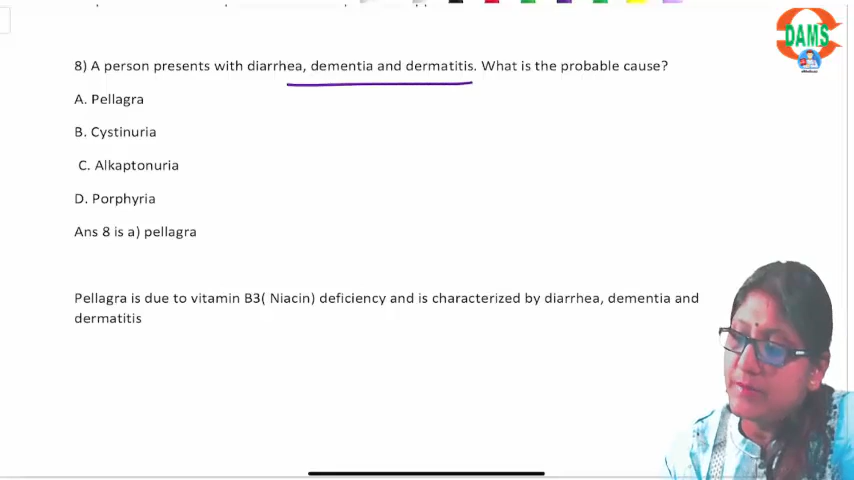 DAMS
8) A person presents with diarrhea, dementia and dermatitis. What is the probable cause?
A. Pellagra
B. Cystinuria
C. Alkaptonuria
D. Porphyria
Ans 8 is a) pellagra
Pellagra is due to vitamin B3( Niacin) deficiency and is characterized by diarrhea, dementia and
dermatitis